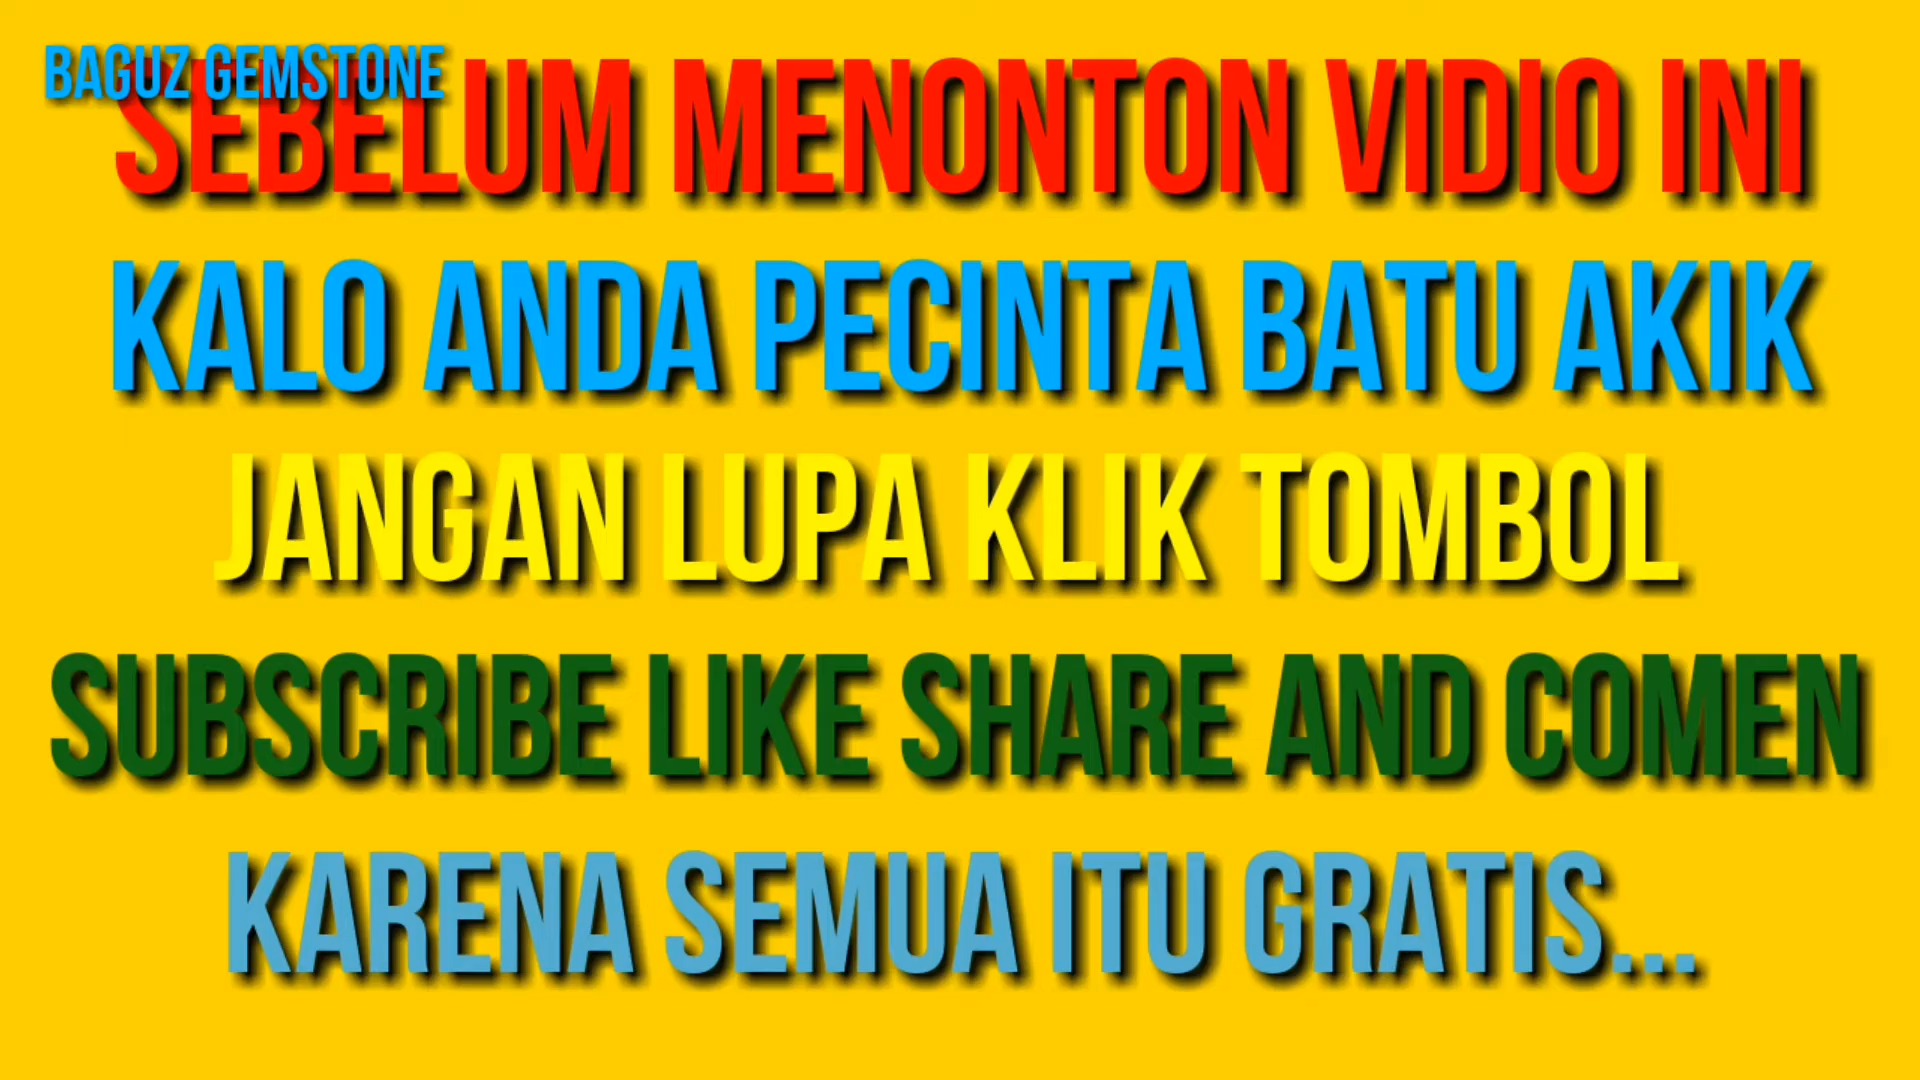 BAGUZ GEMSTONE
SEBELUM MENONTON VIDIO INI
KALO ANDA PECINTA BATU AKIK
JANGAN LUPA KLIK TOMBOL
SUBSCRIBE LIKE SHARE AND COMEN
KARENA SEMUA ITU GRATIS...